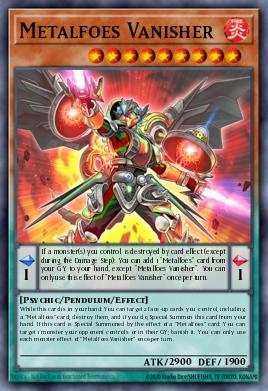 METALFOES VANISHER
FIRE
炎
If a monster(s) you control is destroyed by card effect (except
during the Damage Step): You can add 1 "Metalfoes" card from
your GY to your hand, except "Metalfoes Vanisher". You can
only use this effect of "Metalfoes Vanisher" once per turn.
1
1
[PSYCHIC/PENDULUM/EFFECT]
While this card is in your hand: You can target 2 face-up cards you control, including
a "Metalfoes" card; destroy them, and if you do, Special Summon this card from your
hand. If this card is Special Summoned by the effect of a "Metalfoes" card: You can
target 1 monster your opponent controls or in their GY; banish it. You can only use
each monster effect of "Metalfoes Vanisher" once per turn.
ATK/2900 DEF/1900